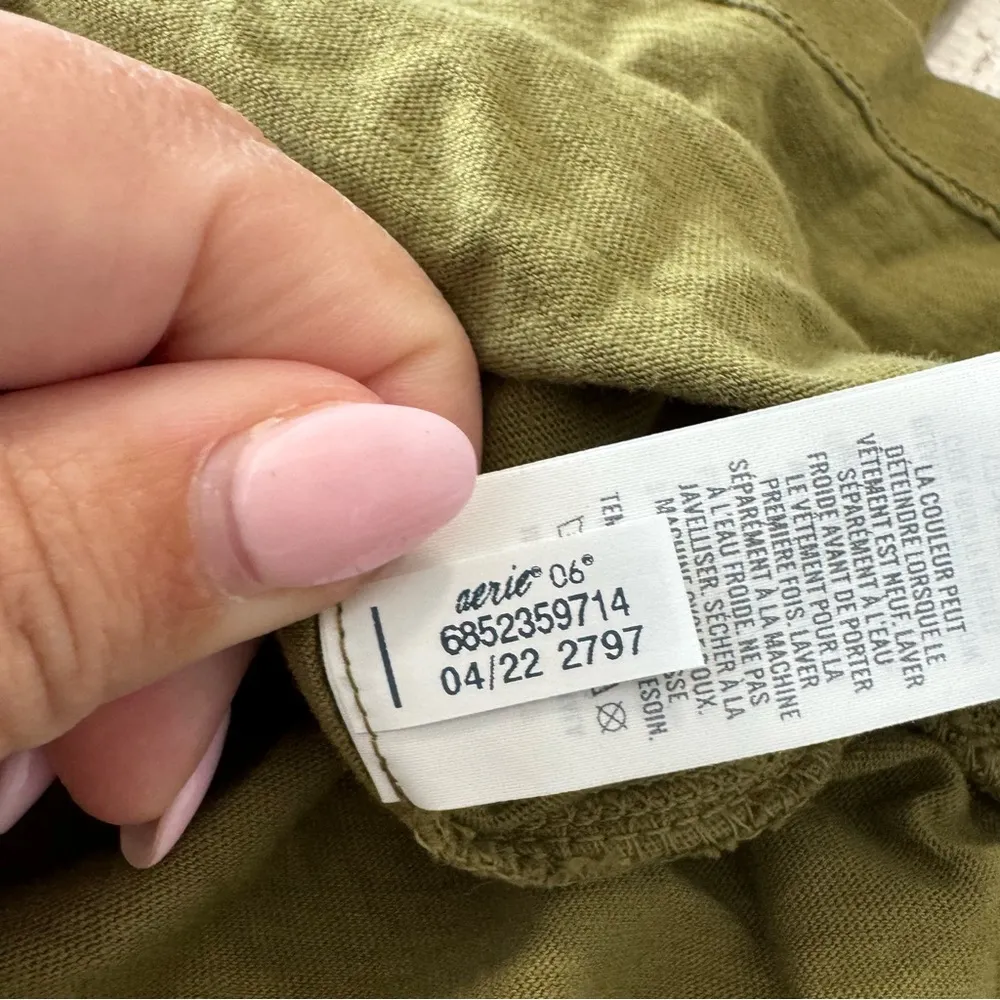 aerie® 06®
6852359714
04/22 2797
LA COULEUR PEUT
DÉTEINDRE LORSQUE LE
VÊTEMENT EST NEUF. LAVER
SÉPARÉMENT À L'EAU
FROIDE AVANT DE PORTER
LE VÊTEMENT POUR LA
PREMIÈRE FOIS. LAVER
SÉPARÉMENT À LA MACHINE
À L'EAU FROIDE. NE PAS
JAVELLISER. SÉCHER À LA